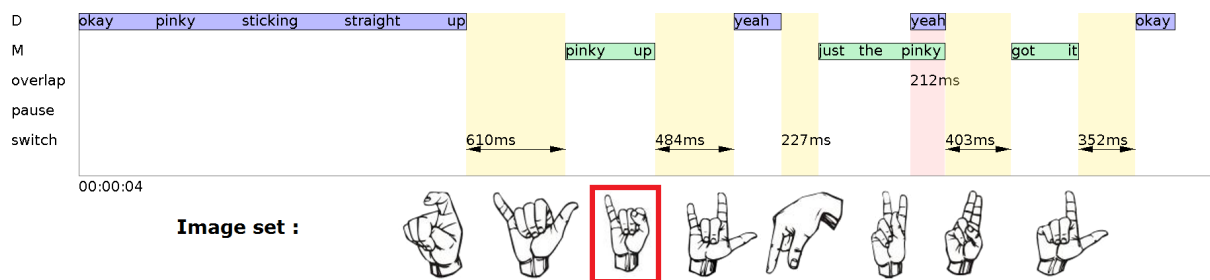 D okay pinky sticking straight up yeah yeah okay
M pinky up just the pinky got it
overlap 212ms
pause
switch 610ms 484ms 227ms 403ms 352ms
00:00:04
Image set :